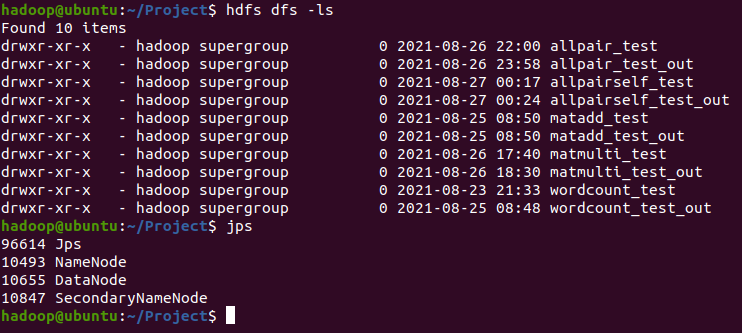 hadoop@ubuntu:~/Project$ hdfs dfs -ls
Found 10 items
drwxr-xr-x   - hadoop supergroup          0 2021-08-26 22:00 allpair_test
drwxr-xr-x   - hadoop supergroup          0 2021-08-26 23:58 allpair_test_out
drwxr-xr-x   - hadoop supergroup          0 2021-08-27 00:17 allpairself_test
drwxr-xr-x   - hadoop supergroup          0 2021-08-27 00:24 allpairself_test_out
drwxr-xr-x   - hadoop supergroup          0 2021-08-25 08:50 matadd_test
drwxr-xr-x   - hadoop supergroup          0 2021-08-25 08:50 matadd_test_out
drwxr-xr-x   - hadoop supergroup          0 2021-08-26 17:40 matmulti_test
drwxr-xr-x   - hadoop supergroup          0 2021-08-26 18:30 matmulti_test_out
drwxr-xr-x   - hadoop supergroup          0 2021-08-23 21:33 wordcount_test
drwxr-xr-x   - hadoop supergroup          0 2021-08-25 08:48 wordcount_test_out
hadoop@ubuntu:~/Project$ jps
96614 Jps
10493 NameNode
10655 DataNode
10847 SecondaryNameNode
hadoop@ubuntu:~/Project$